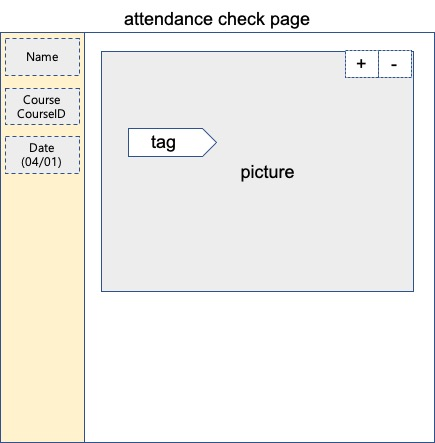 attendance check page
Name
Course
CourseID
Date
(04/01)
+ -
tag
picture